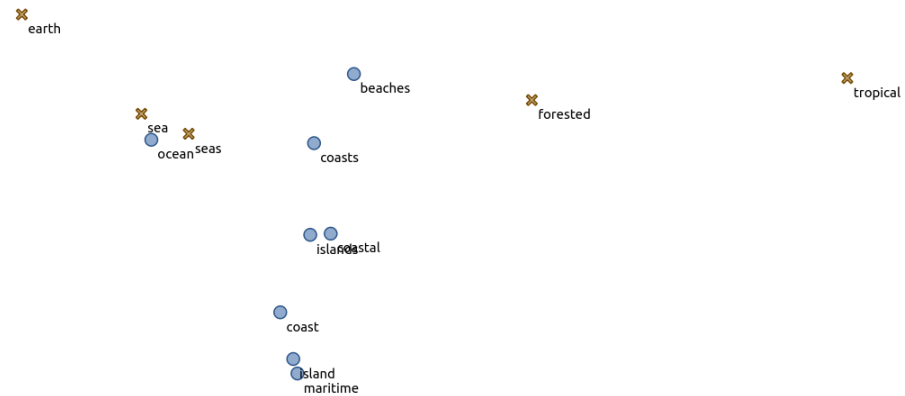 earth
beaches
tropical
forested
sea
seas
ocean
coasts
islands
coastal
coast
island
maritime